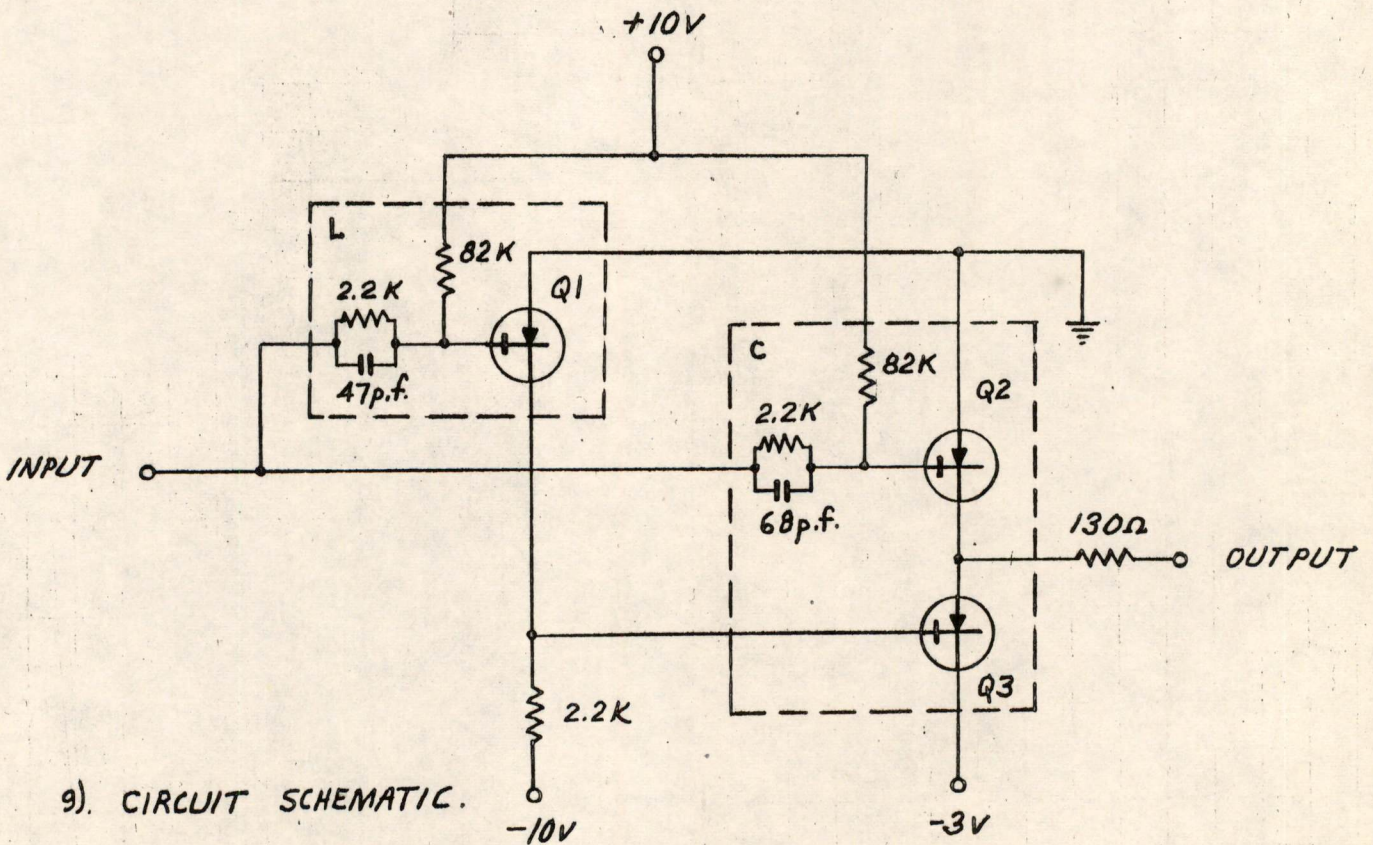 +10V
L
82K
2.2K
Q1
47p.f.
C
82K
Q2
2.2K
INPUT
68p.f.
130Ω
OUTPUT
Q3
2.2K
9). CIRCUIT SCHEMATIC.
-10V
-3V